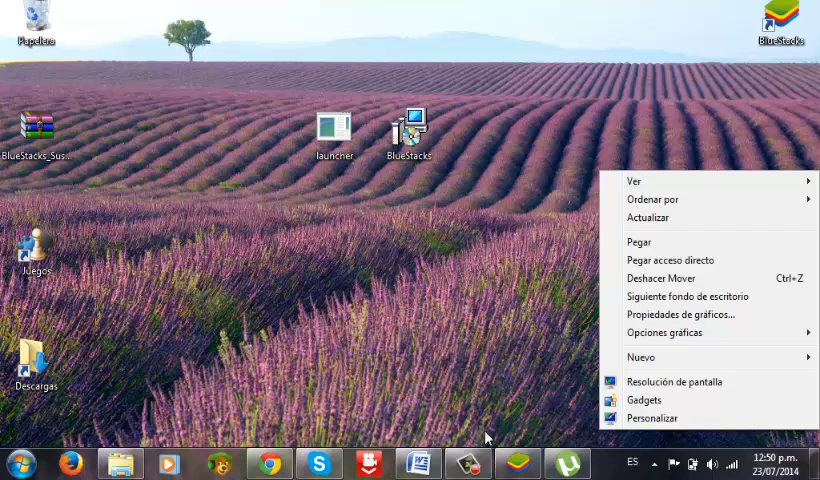 Papelera
BlueStacks
BlueStacks_Sus...
launcher
BlueStacks
Juegos
Descargas
Ver
Ordenar por
Actualizar
Pegar
Pegar acceso directo
Deshacer Mover Ctrl+Z
Siguiente fondo de escritorio
Propiedades de gráficos...
Opciones gráficas
Nuevo
Resolución de pantalla
Gadgets
Personalizar
ES
12:50 p.m.
23/07/2014